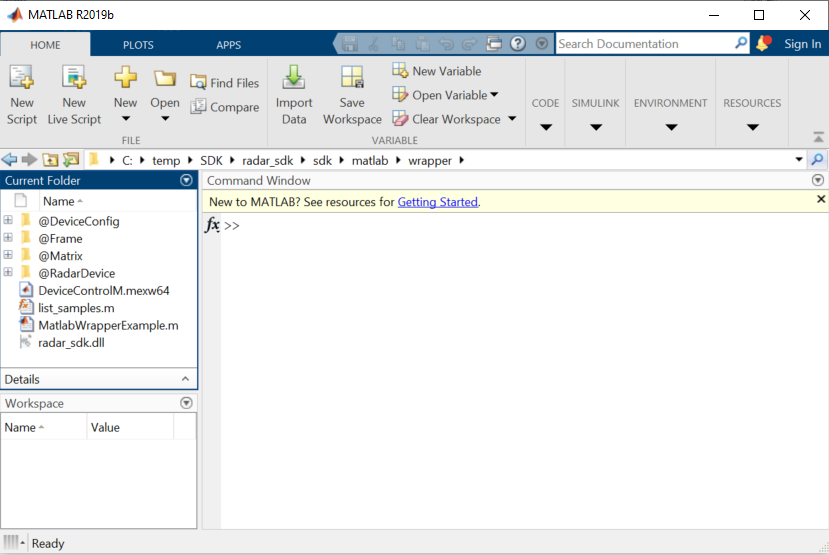 MATLAB R2019b
HOME PLOTS APPS Search Documentation Sign In
New Script
New Live Script
New
Open
Find Files
Compare
Import Data
Save Workspace
New Variable
Open Variable
Clear Workspace
CODE SIMULINK ENVIRONMENT RESOURCES
FILE VARIABLE
C: temp SDK radar_sdk sdk matlab wrapper
Current Folder
Name
@DeviceConfig
@Frame
@Matrix
@RadarDevice
DeviceControlM.mexw64
list_samples.m
MatlabWrapperExample.m
radar_sdk.dll
Details
Workspace
Name Value
Command Window
New to MATLAB? See resources for Getting Started.
fx >>
Ready